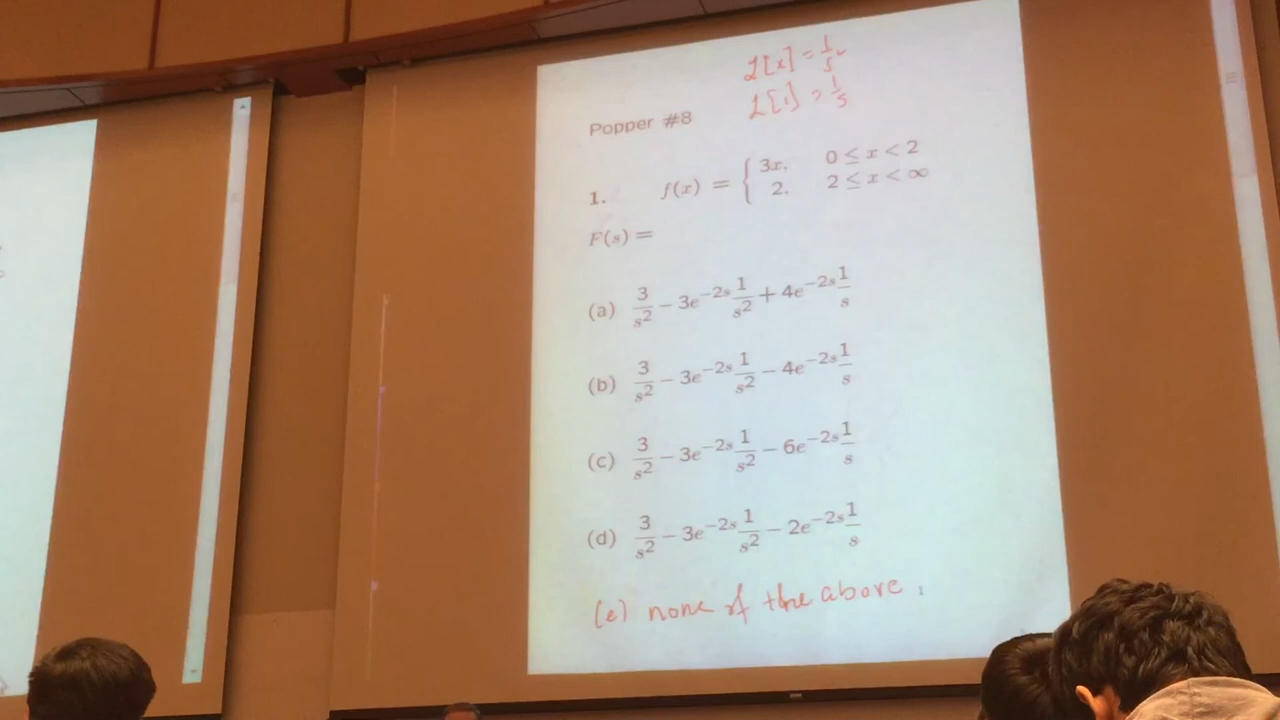 ℒ[x] = 1/s²
ℒ[1] = 1/s
Popper #8
1. f(x) = { 3x, 0 ≤ x < 2
2, 2 ≤ x < ∞
F(s) =
(a) 3/s² − 3e^{−2s} 1/s² + 4e^{−2s} 1/s
(b) 3/s² − 3e^{−2s} 1/s² − 4e^{−2s} 1/s
(c) 3/s² − 3e^{−2s} 1/s² − 6e^{−2s} 1/s
(d) 3/s² − 3e^{−2s} 1/s² − 2e^{−2s} 1/s
(e) none of the above.